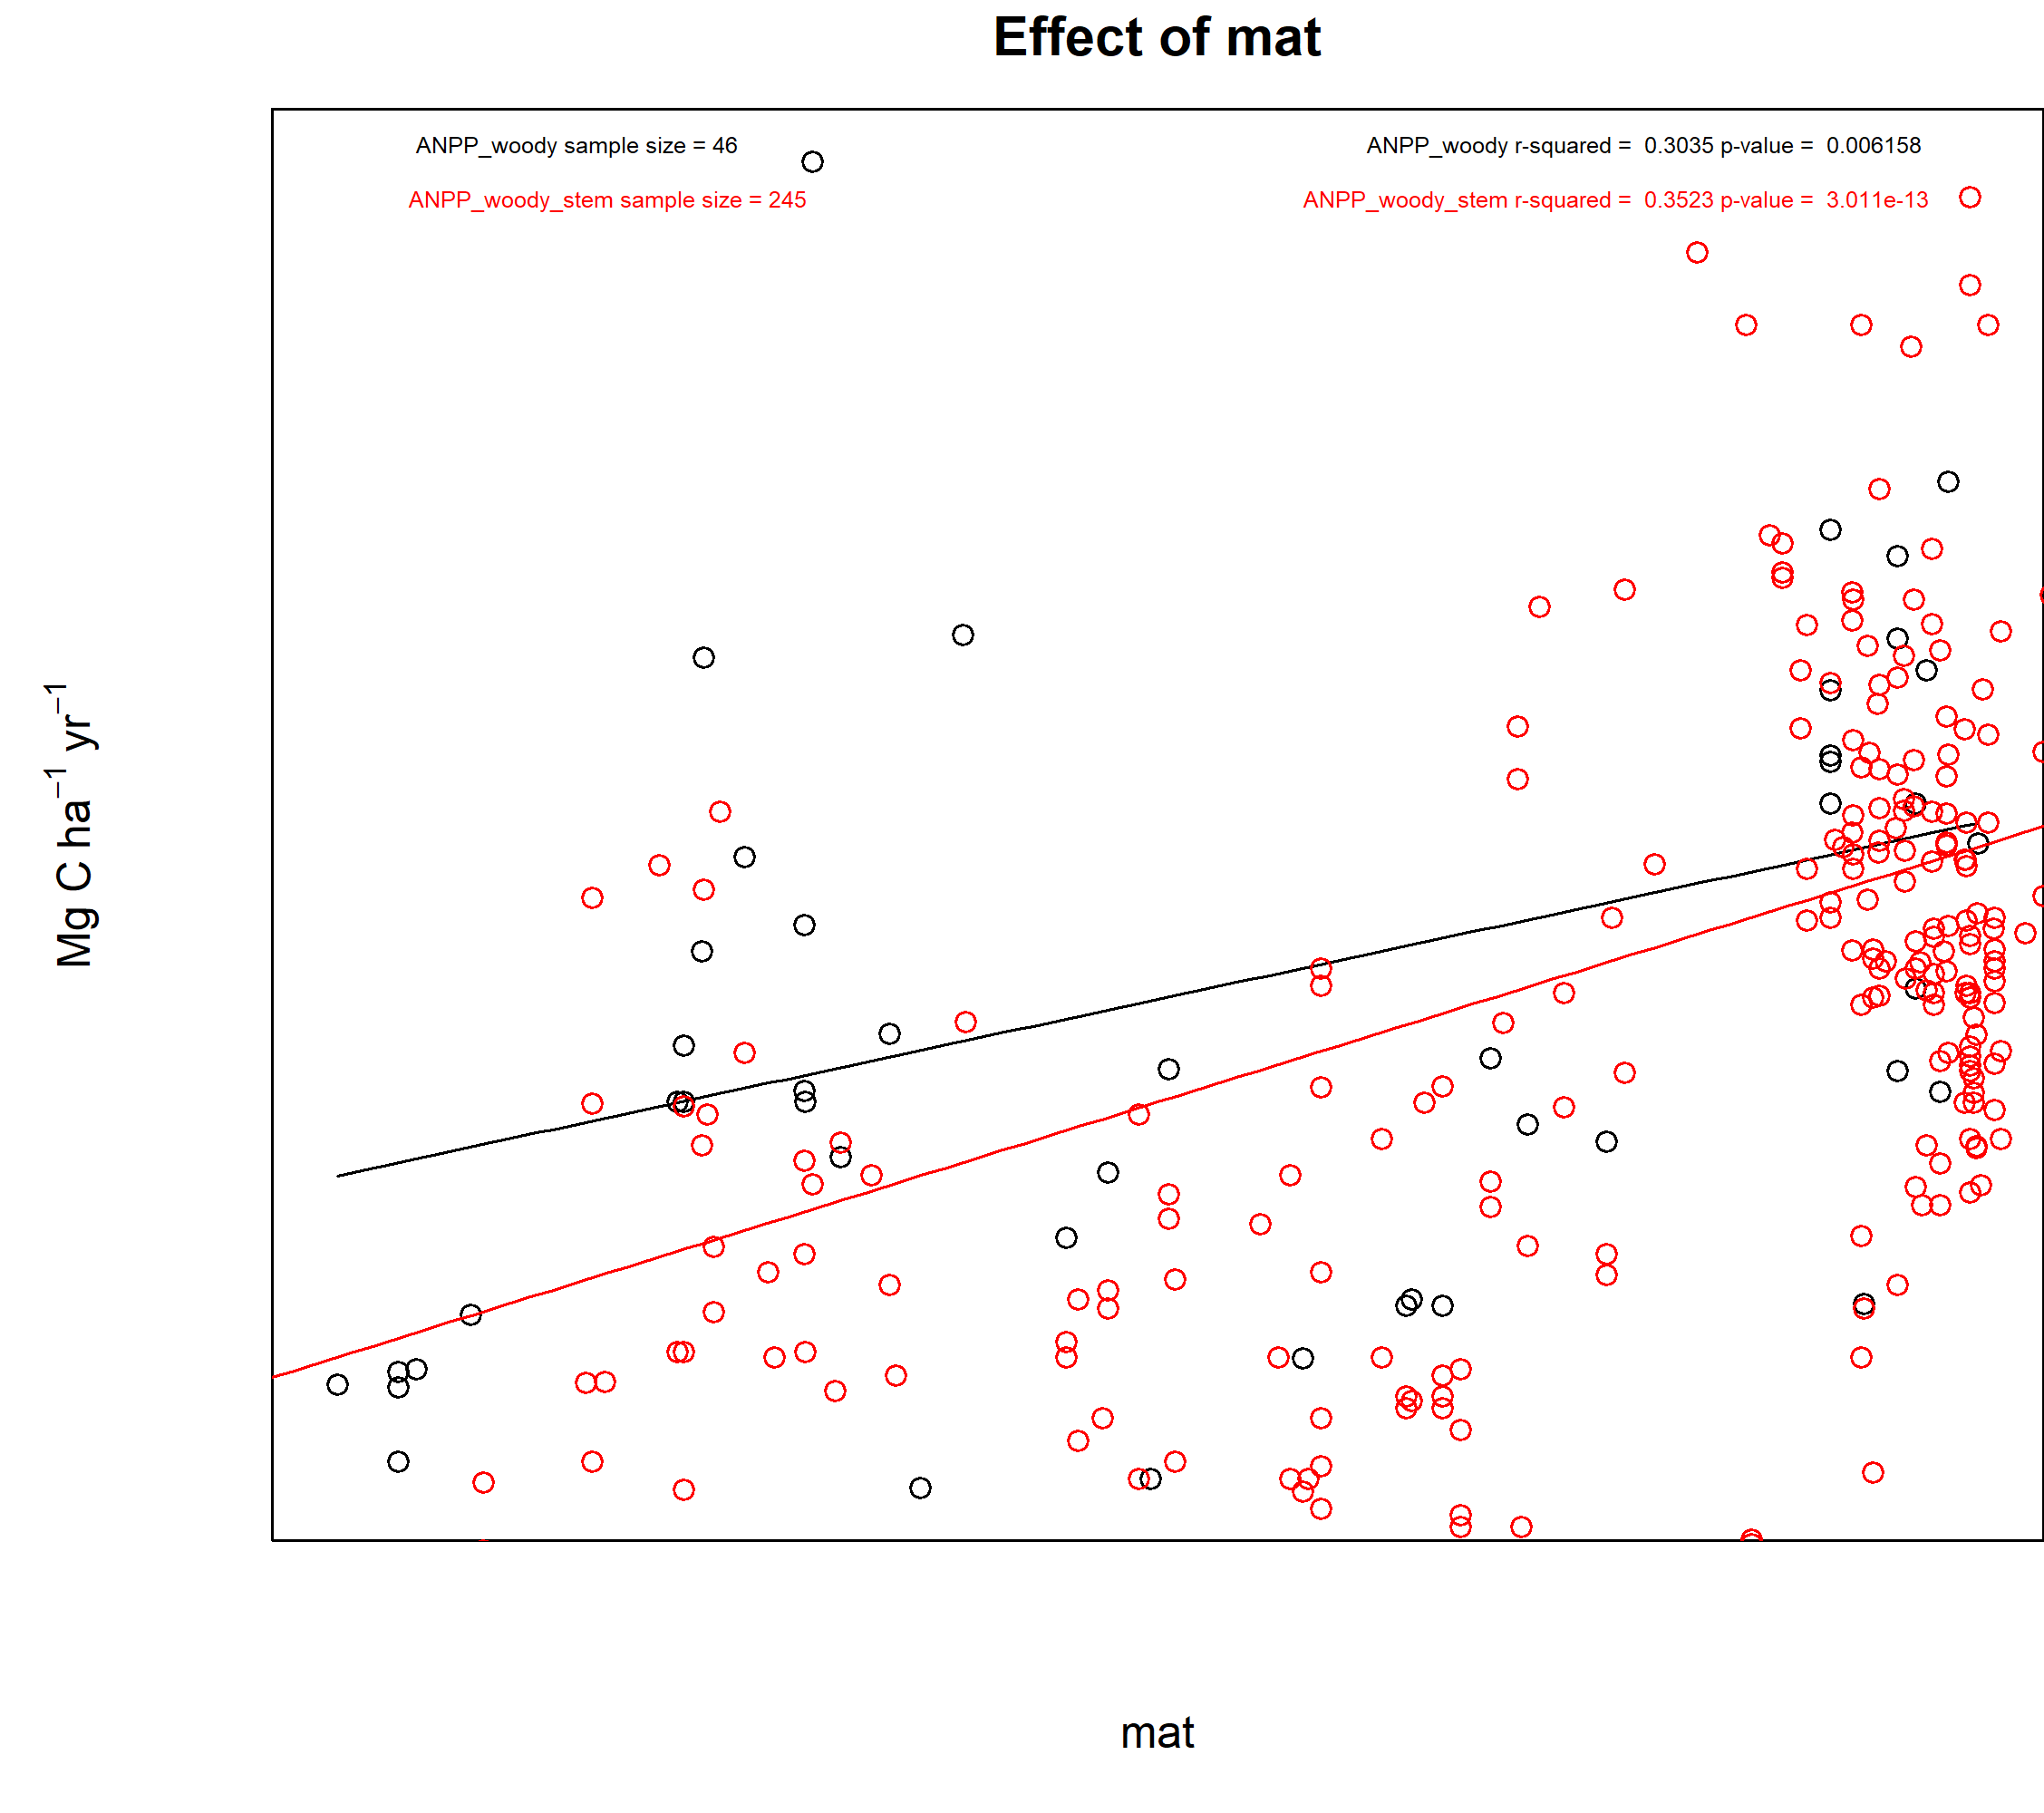 Effect of mat
ANPP_woody sample size = 46
ANPP_woody r-squared = 0.3035 p-value = 0.006158
ANPP_woody_stem sample size = 245
ANPP_woody_stem r-squared = 0.3523 p-value = 3.011e-13
Mg C ha⁻¹ yr⁻¹
mat